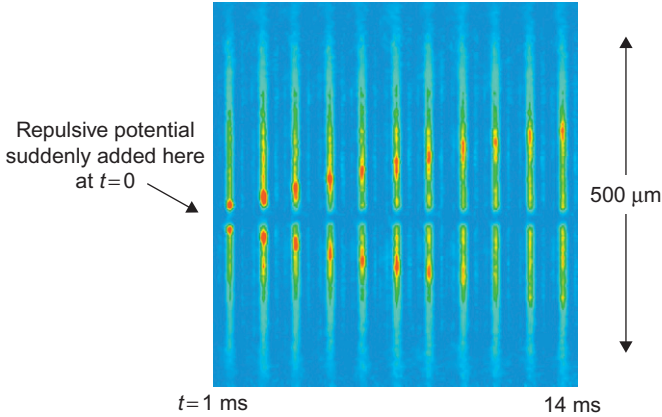 Repulsive potential
suddenly added here
at t=0
500 µm
t=1 ms
14 ms